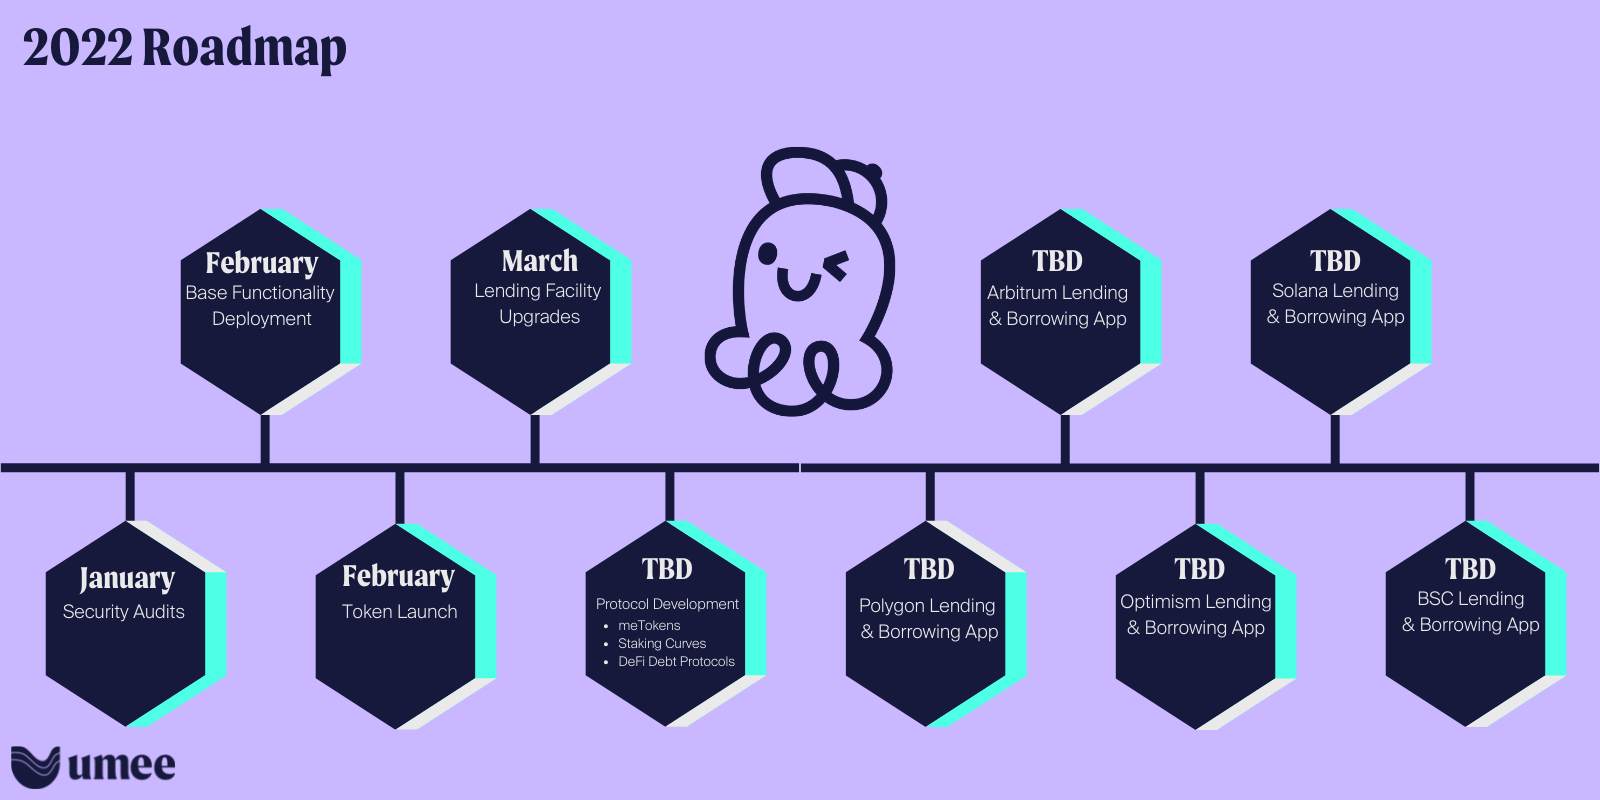 2022 Roadmap
February
Base Functionality
Deployment
March
Lending Facility
Upgrades
TBD
Arbitrum Lending
& Borrowing App
TBD
Solana Lending
& Borrowing App
January
Security Audits
February
Token Launch
TBD
Protocol Development
• meTokens
• Staking Curves
• DeFi Debt Protocols
TBD
Polygon Lending
& Borrowing App
TBD
Optimism Lending
& Borrowing App
TBD
BSC Lending
& Borrowing App
umee